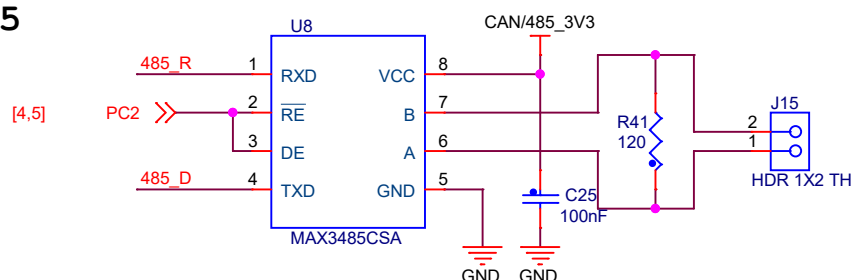 5
U8
CAN/485_3V3
485_R 1 RXD VCC 8
[4,5] PC2 2 RE B 7
R41
120
J15
2
1
3 DE A 6
485_D 4 TXD GND 5
C25
100nF
HDR 1X2 TH
MAX3485CSA
GND GND